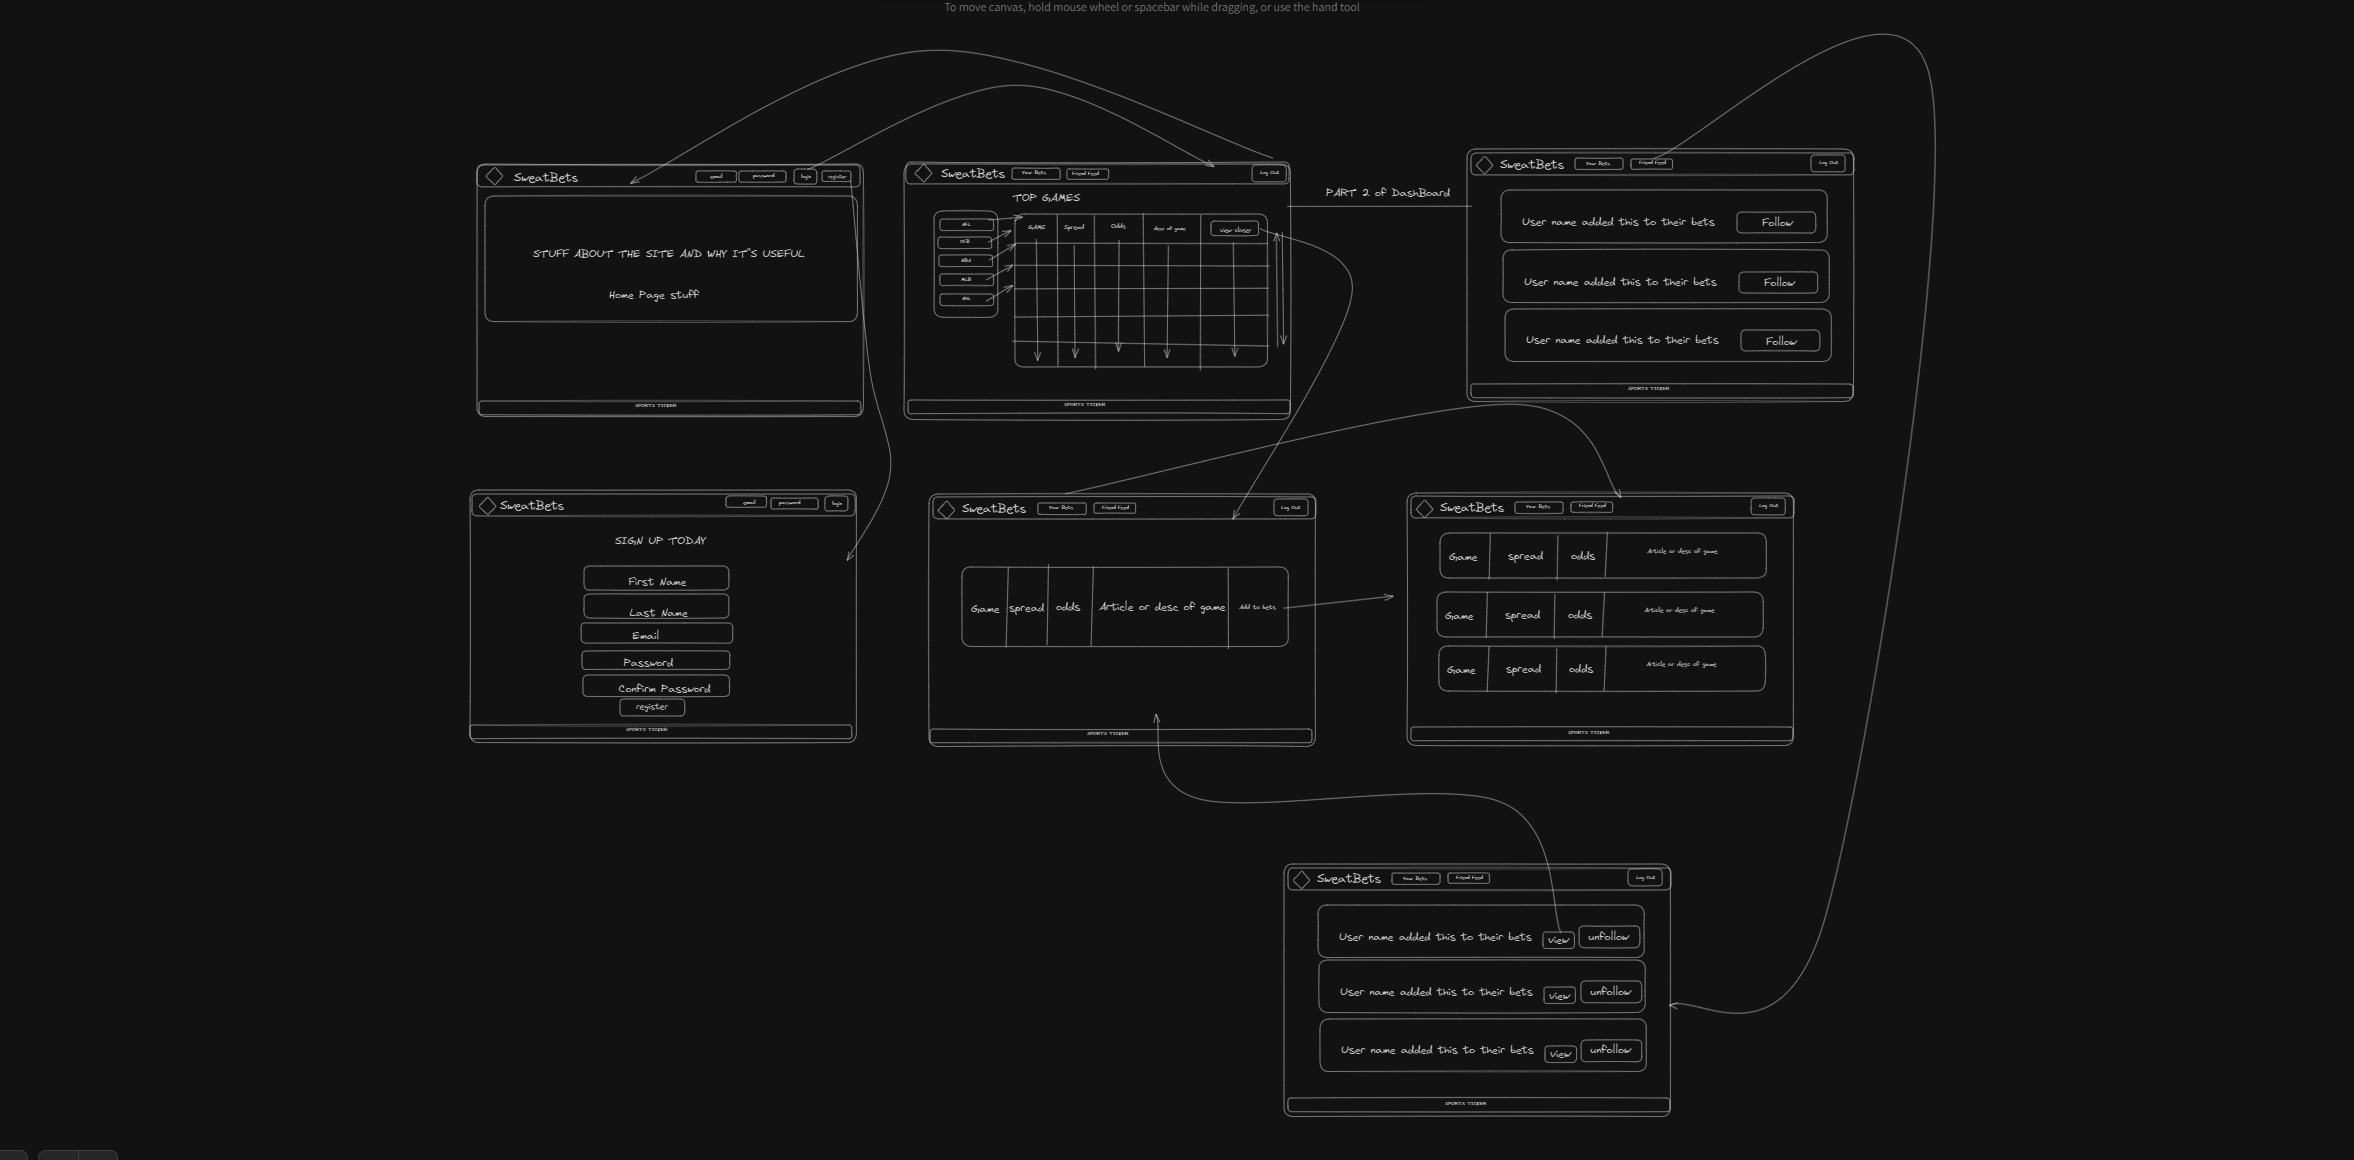 To move canvas, hold mouse wheel or spacebar while dragging, or use the hand tool
SweatBets
email
password
login
register
STUFF ABOUT THE SITE AND WHY IT"S USEFUL
Home Page stuff
SPORTS TICKER
SweatBets
Your Bets
Friend Feed
Log Out
TOP GAMES
NFL
CFB
NBA
MLB
NHL
GAME
Spread
Odds
desc of game
view closer
SPORTS TICKER
PART 2 of DashBoard
SweatBets
Your Bets
Friend Feed
Log Out
User name added this to their bets
Follow
User name added this to their bets
Follow
User name added this to their bets
Follow
SPORTS TICKER
SweatBets
email
password
login
SIGN UP TODAY
First Name
Last Name
Email
Password
Confirm Password
register
SPORTS TICKER
SweatBets
Your Bets
Friend Feed
Log Out
Game
spread
odds
Article or desc of game
Add to bets
SPORTS TICKER
SweatBets
Your Bets
Friend Feed
Log Out
Game
spread
odds
Article or desc of game
Game
spread
odds
Article or desc of game
Game
spread
odds
Article or desc of game
SPORTS TICKER
SweatBets
Your Bets
Friend Feed
Log Out
User name added this to their bets
view
unfollow
User name added this to their bets
view
unfollow
User name added this to their bets
view
unfollow
SPORTS TICKER